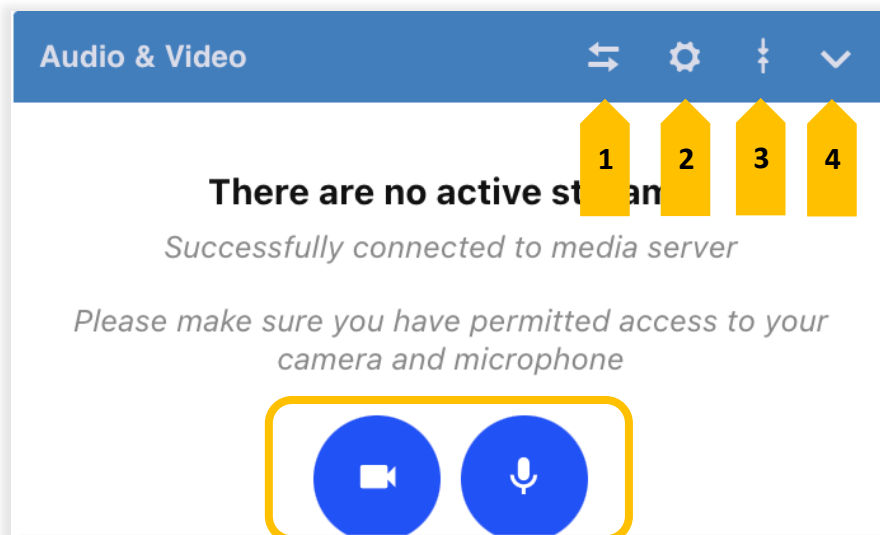 Audio & Video
1 2 3 4
There are no active
Successfully connected to media server
Please make sure you have permitted access to your
camera and microphone